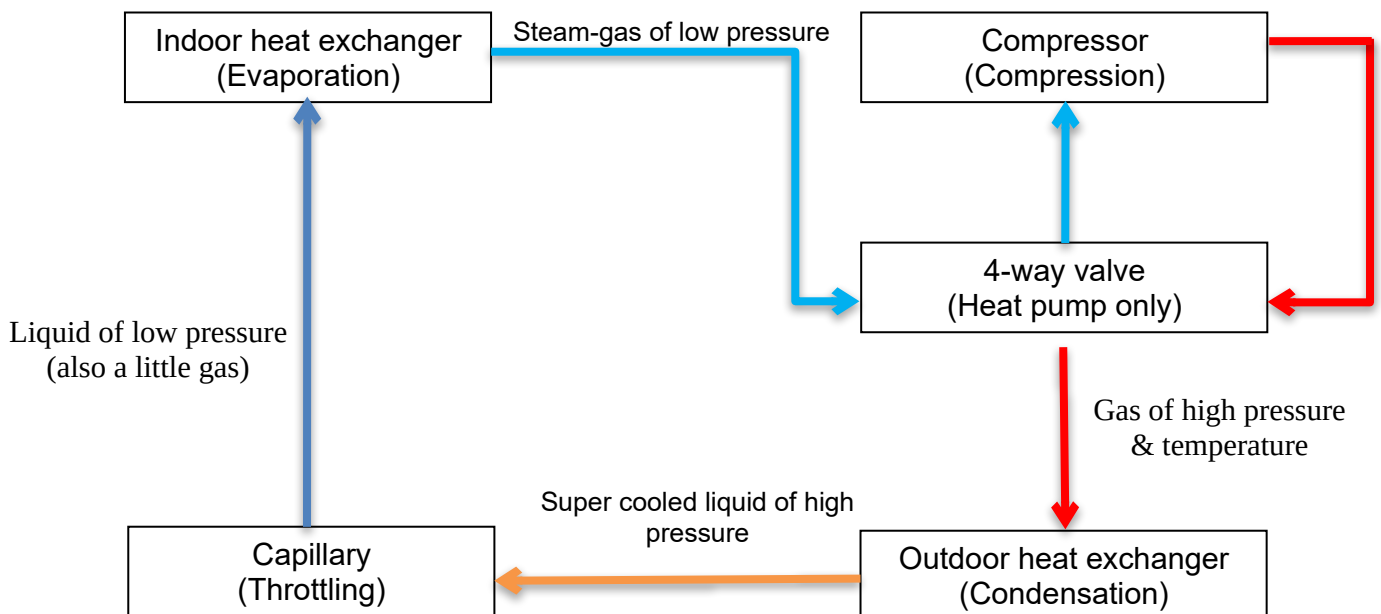 Indoor heat exchanger
(Evaporation)
Steam-gas of low pressure
Compressor
(Compression)
4-way valve
(Heat pump only)
Liquid of low pressure
(also a little gas)
Gas of high pressure
& temperature
Super cooled liquid of high
pressure
Capillary
(Throttling)
Outdoor heat exchanger
(Condensation)